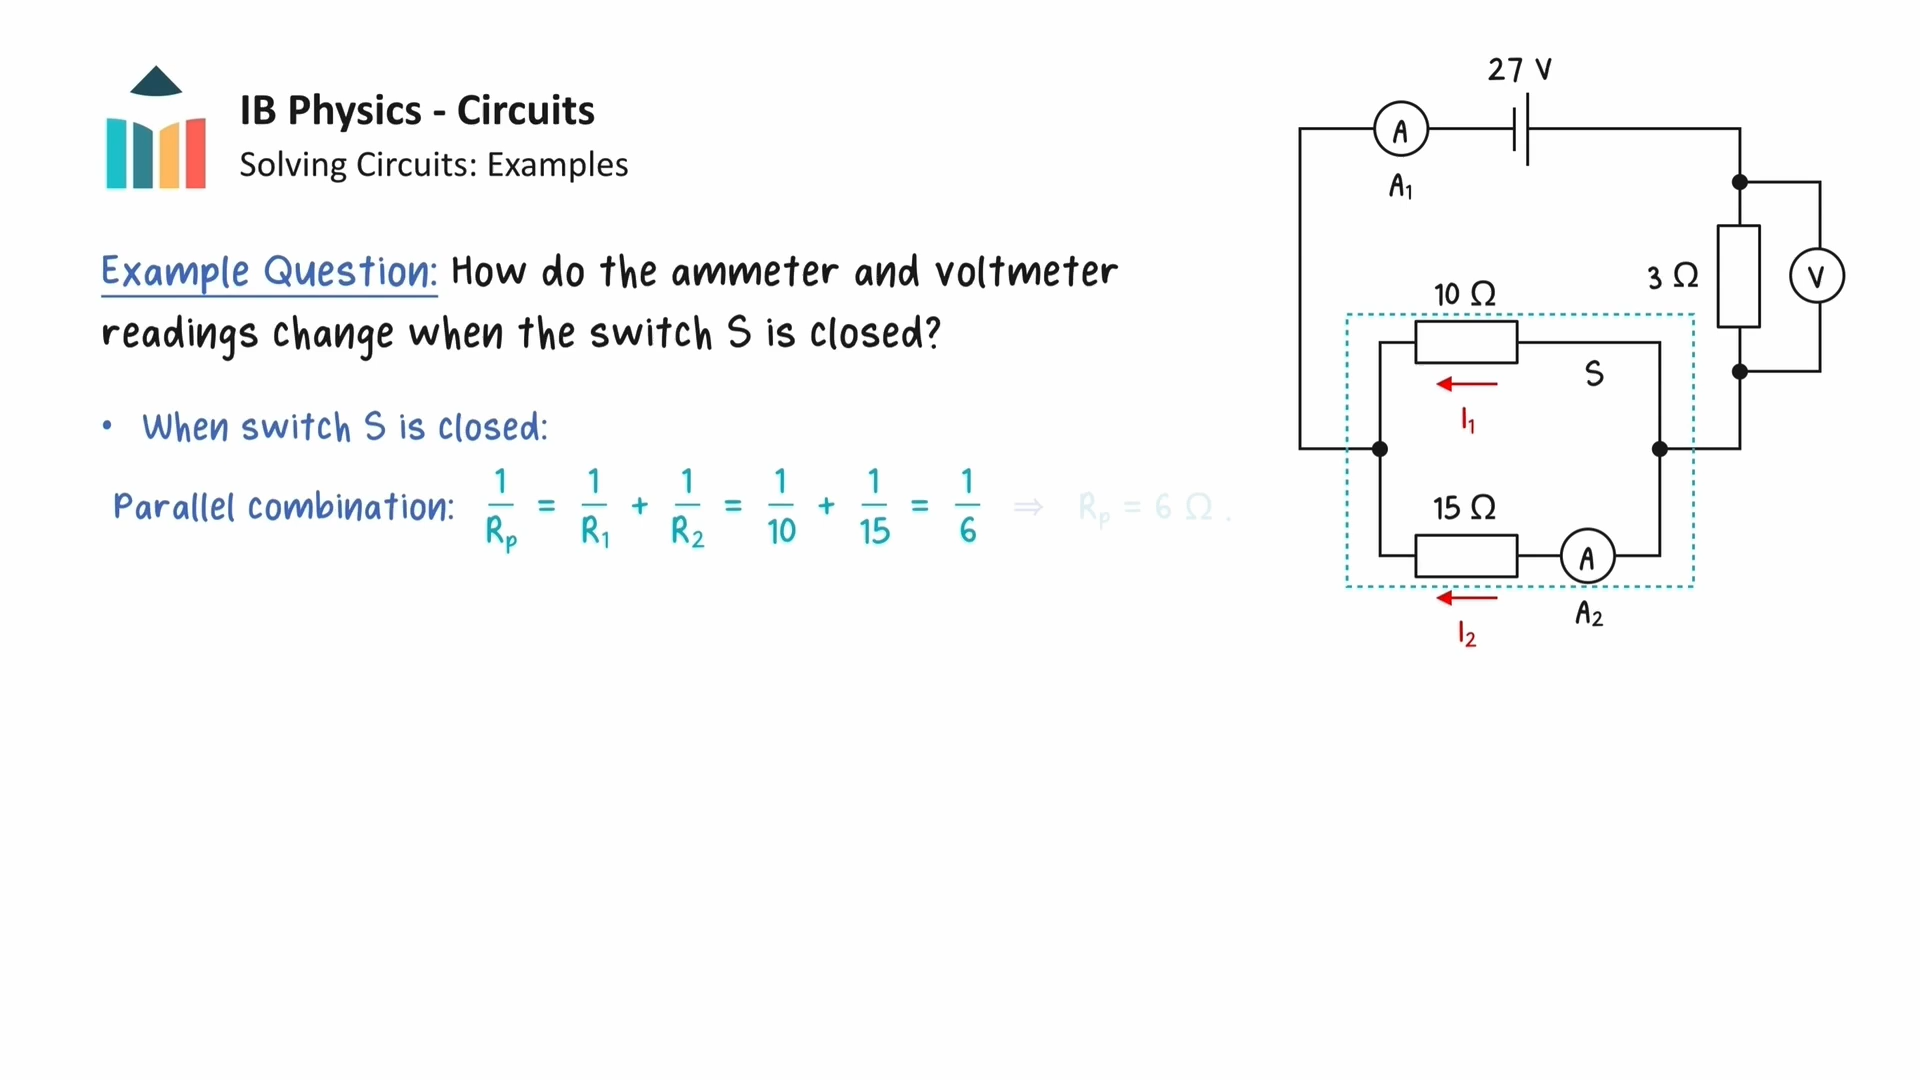 IB Physics - Circuits
Solving Circuits: Examples
Example Question: How do the ammeter and voltmeter
readings change when the switch S is closed?
• When switch S is closed:
Parallel combination: 1/Rₚ = 1/R₁ + 1/R₂ = 1/10 + 1/15 = 1/6 ⇒ Rₚ = 6 Ω .
27 V
A
A₁
3 Ω
V
10 Ω
S
I₁
15 Ω
A
A₂
I₂